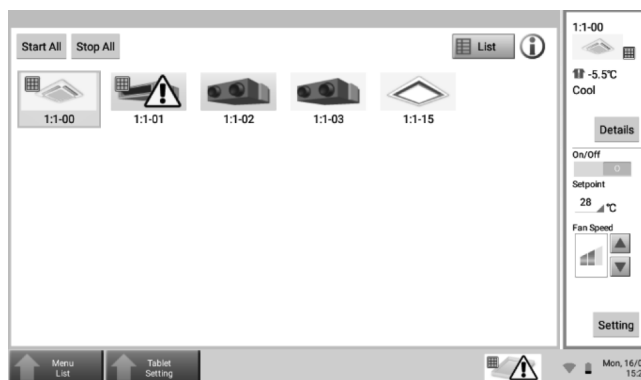 Start All Stop All
List
1:1-00 1:1-01 1:1-02 1:1-03 1:1-15
1:1-00
-5.5℃
Cool
Details
On/Off
Setpoint
28 ℃
Fan Speed
Setting
Menu
List
Tablet
Setting
Mon, 16/0
15:2